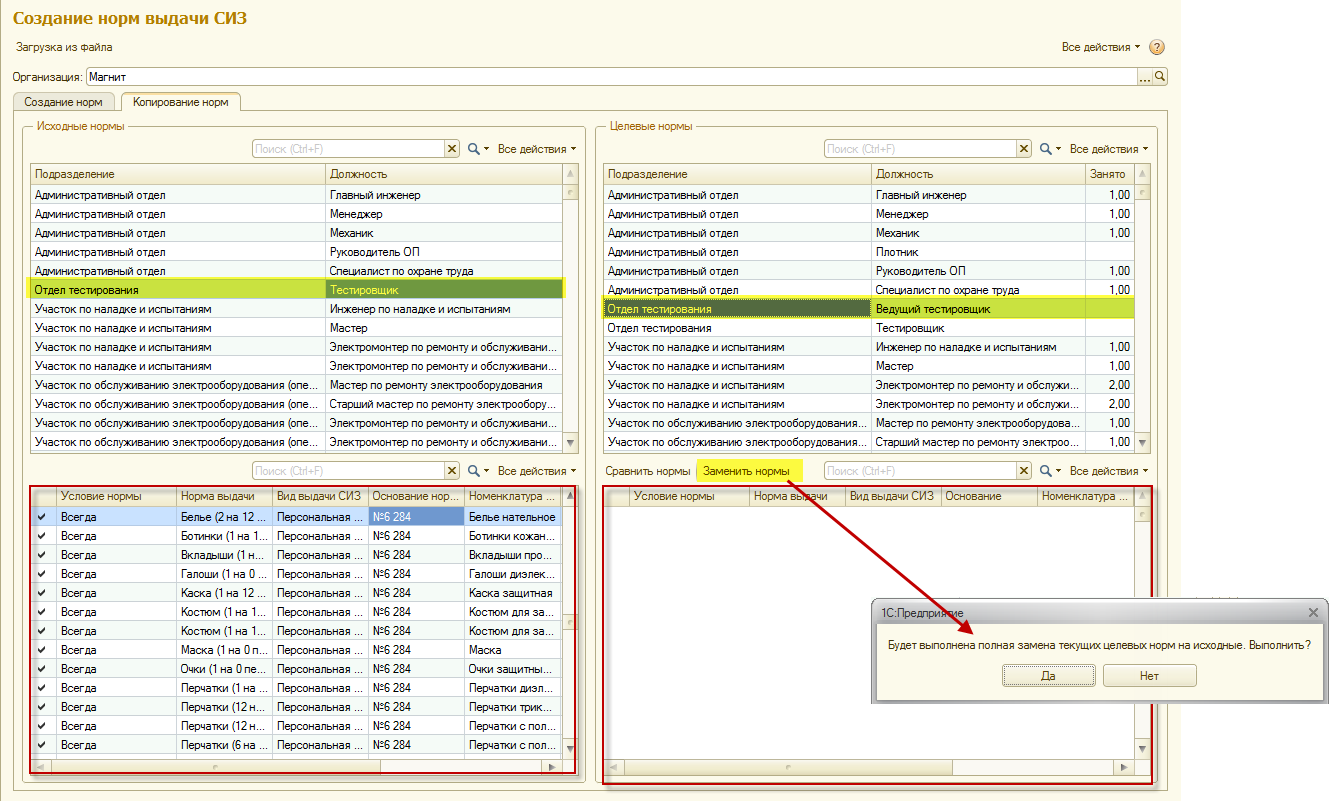 Создание норм выдачи СИЗ
Загрузка из файла
Все действия
?
Организация: Магнит
...
Создание норм
Копирование норм
Исходные нормы
Поиск (Ctrl+F)
Все действия
Подразделение Должность
Административный отдел Главный инженер
Административный отдел Менеджер
Административный отдел Механик
Административный отдел Руководитель ОП
Административный отдел Специалист по охране труда
Отдел тестирования Тестировщик
Участок по наладке и испытаниям Инженер по наладке и испытаниям
Участок по наладке и испытаниям Мастер
Участок по наладке и испытаниям Электромонтер по ремонту и обслуживани...
Участок по наладке и испытаниям Электромонтер по ремонту и обслуживани...
Участок по обслуживанию электрооборудования (опе... Мастер по ремонту электрооборудования
Участок по обслуживанию электрооборудования (опе... Старший мастер по ремонту электрообору...
Участок по обслуживанию электрооборудования (опе... Электромонтер по ремонту и обслуживани...
Участок по обслуживанию электрооборудования (опе... Электромонтер по ремонту и обслуживани...
Целевые нормы
Поиск (Ctrl+F)
Все действия
Подразделение Должность Занято
Административный отдел Главный инженер 1,00
Административный отдел Менеджер 1,00
Административный отдел Механик 1,00
Административный отдел Плотник
Административный отдел Руководитель ОП 1,00
Административный отдел Специалист по охране труда 1,00
Отдел тестирования Ведущий тестировщик
Отдел тестирования Тестировщик
Участок по наладке и испытаниям Инженер по наладке и испытаниям 1,00
Участок по наладке и испытаниям Мастер 1,00
Участок по наладке и испытаниям Электромонтер по ремонту и обслужи... 2,00
Участок по наладке и испытаниям Электромонтер по ремонту и обслужи... 2,00
Участок по обслуживанию электрооборудования... Мастер по ремонту электрооборудова... 1,00
Участок по обслуживанию электрооборудования... Старший мастер по ремонту электроо... 1,00
Поиск (Ctrl+F)
Все действия
Условие нормы Норма выдачи Вид выдачи СИЗ Основание нор... Номенклатура ...
Всегда Белье (2 на 12 ... Персональная ... №6 284 Белье нательное
Всегда Ботинки (1 на 1... Персональная ... №6 284 Ботинки кожан...
Всегда Вкладыши (1 н... Персональная ... №6 284 Вкладыши про...
Всегда Галоши (1 на 0 ... Персональная ... №6 284 Галоши диэлек...
Всегда Каска (1 на 12 ... Персональная ... №6 284 Каска защитная
Всегда Костюм (1 на 1... Персональная ... №6 284 Костюм для за...
Всегда Костюм (1 на 1... Персональная ... №6 284 Костюм для за...
Всегда Маска (1 на 0 п... Персональная ... №6 284 Маска
Всегда Очки (1 на 0 пе... Персональная ... №6 284 Очки защитны...
Всегда Перчатки (1 на ... Персональная ... №6 284 Перчатки диэл...
Всегда Перчатки (12 н... Персональная ... №6 284 Перчатки трик...
Всегда Перчатки (12 н... Персональная ... №6 284 Перчатки с пол...
Всегда Перчатки (6 на ... Персональная ... №6 284 Перчатки с пол...
Сравнить нормы Заменить нормы
Поиск (Ctrl+F)
Все действия
Условие нормы Норма выдачи Вид выдачи СИЗ Основание Номенклатура ...
1С:Предприятие
Будет выполнена полная замена текущих целевых норм на исходные. Выполнить?
Да
Нет